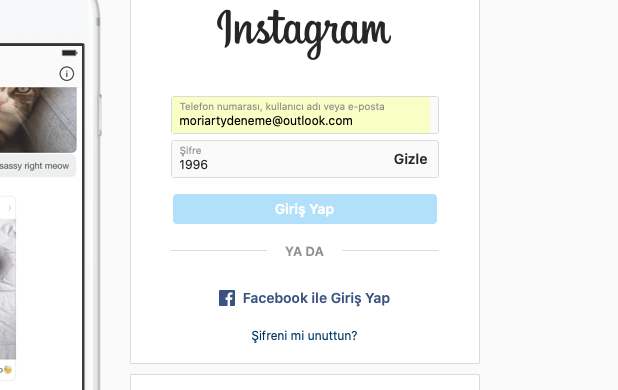 Instagram
sassy right meow
Telefon numarası, kullanıcı adı veya e-posta
moriartydeneme@outlook.com
Şifre
1996
Gizle
Giriş Yap
YA DA
Facebook ile Giriş Yap
Şifreni mi unuttun?